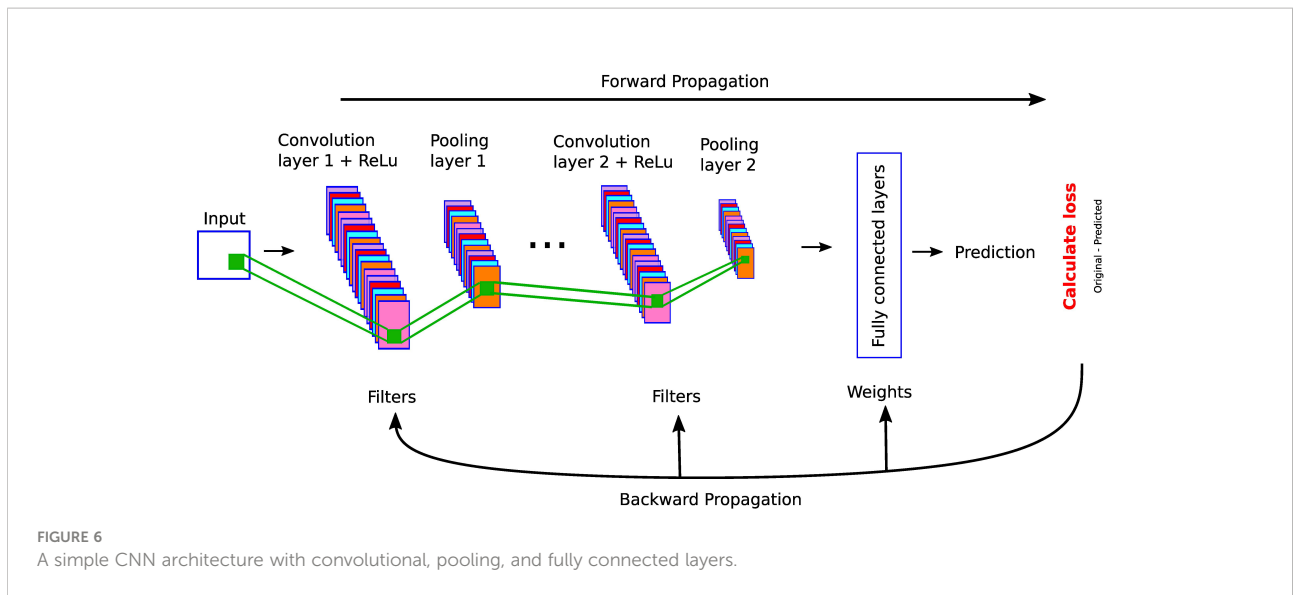 Forward Propagation
Convolution
layer 1 + ReLu
Pooling
layer 1
Convolution
layer 2 + ReLu
Pooling
layer 2
Input
...
Fully connected layers
Prediction
Calculate loss
Original - Predicted
Filters
Filters
Weights
Backward Propagation
FIGURE 6
A simple CNN architecture with convolutional, pooling, and fully connected layers.